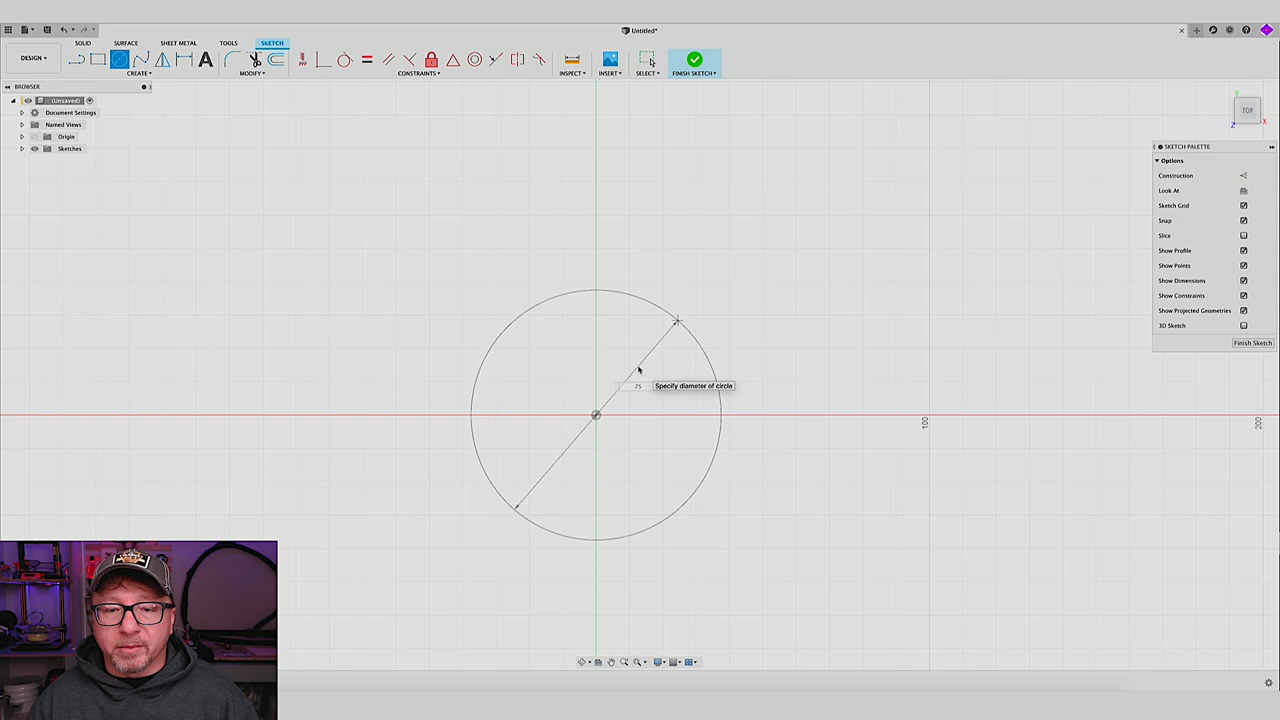 Untitled*
DESIGN
SOLID
SURFACE
SHEET METAL
TOOLS
SKETCH
CREATE
MODIFY
CONSTRAINTS
INSPECT
INSERT
SELECT
FINISH SKETCH
BROWSER
(Unsaved)
Document Settings
Named Views
Origin
Sketches
Y
TOP
X
Z
SKETCH PALETTE
Options
Construction
Look At
Sketch Grid
Snap
Slice
Show Profile
Show Points
Show Dimensions
Show Constraints
Show Projected Geometries
3D Sketch
Finish Sketch
75
Specify diameter of circle
100
200